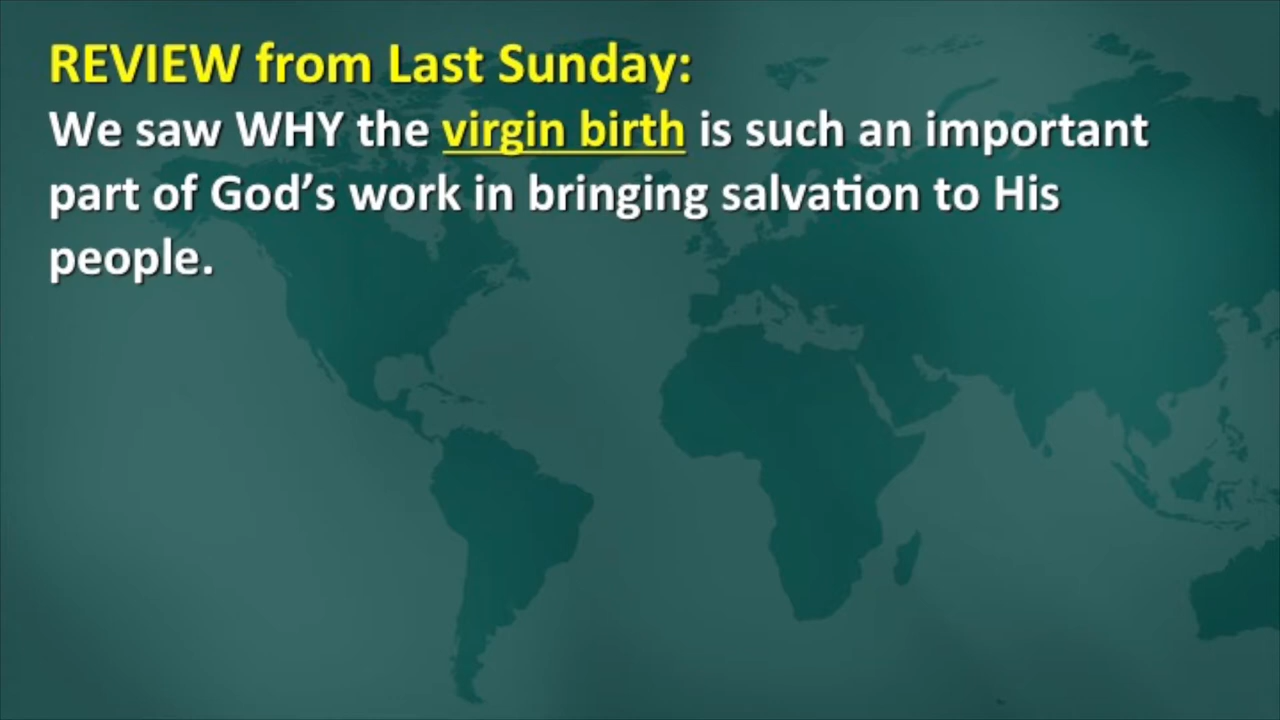 REVIEW from Last Sunday:
We saw WHY the virgin birth is such an important
part of God’s work in bringing salvation to His
people.